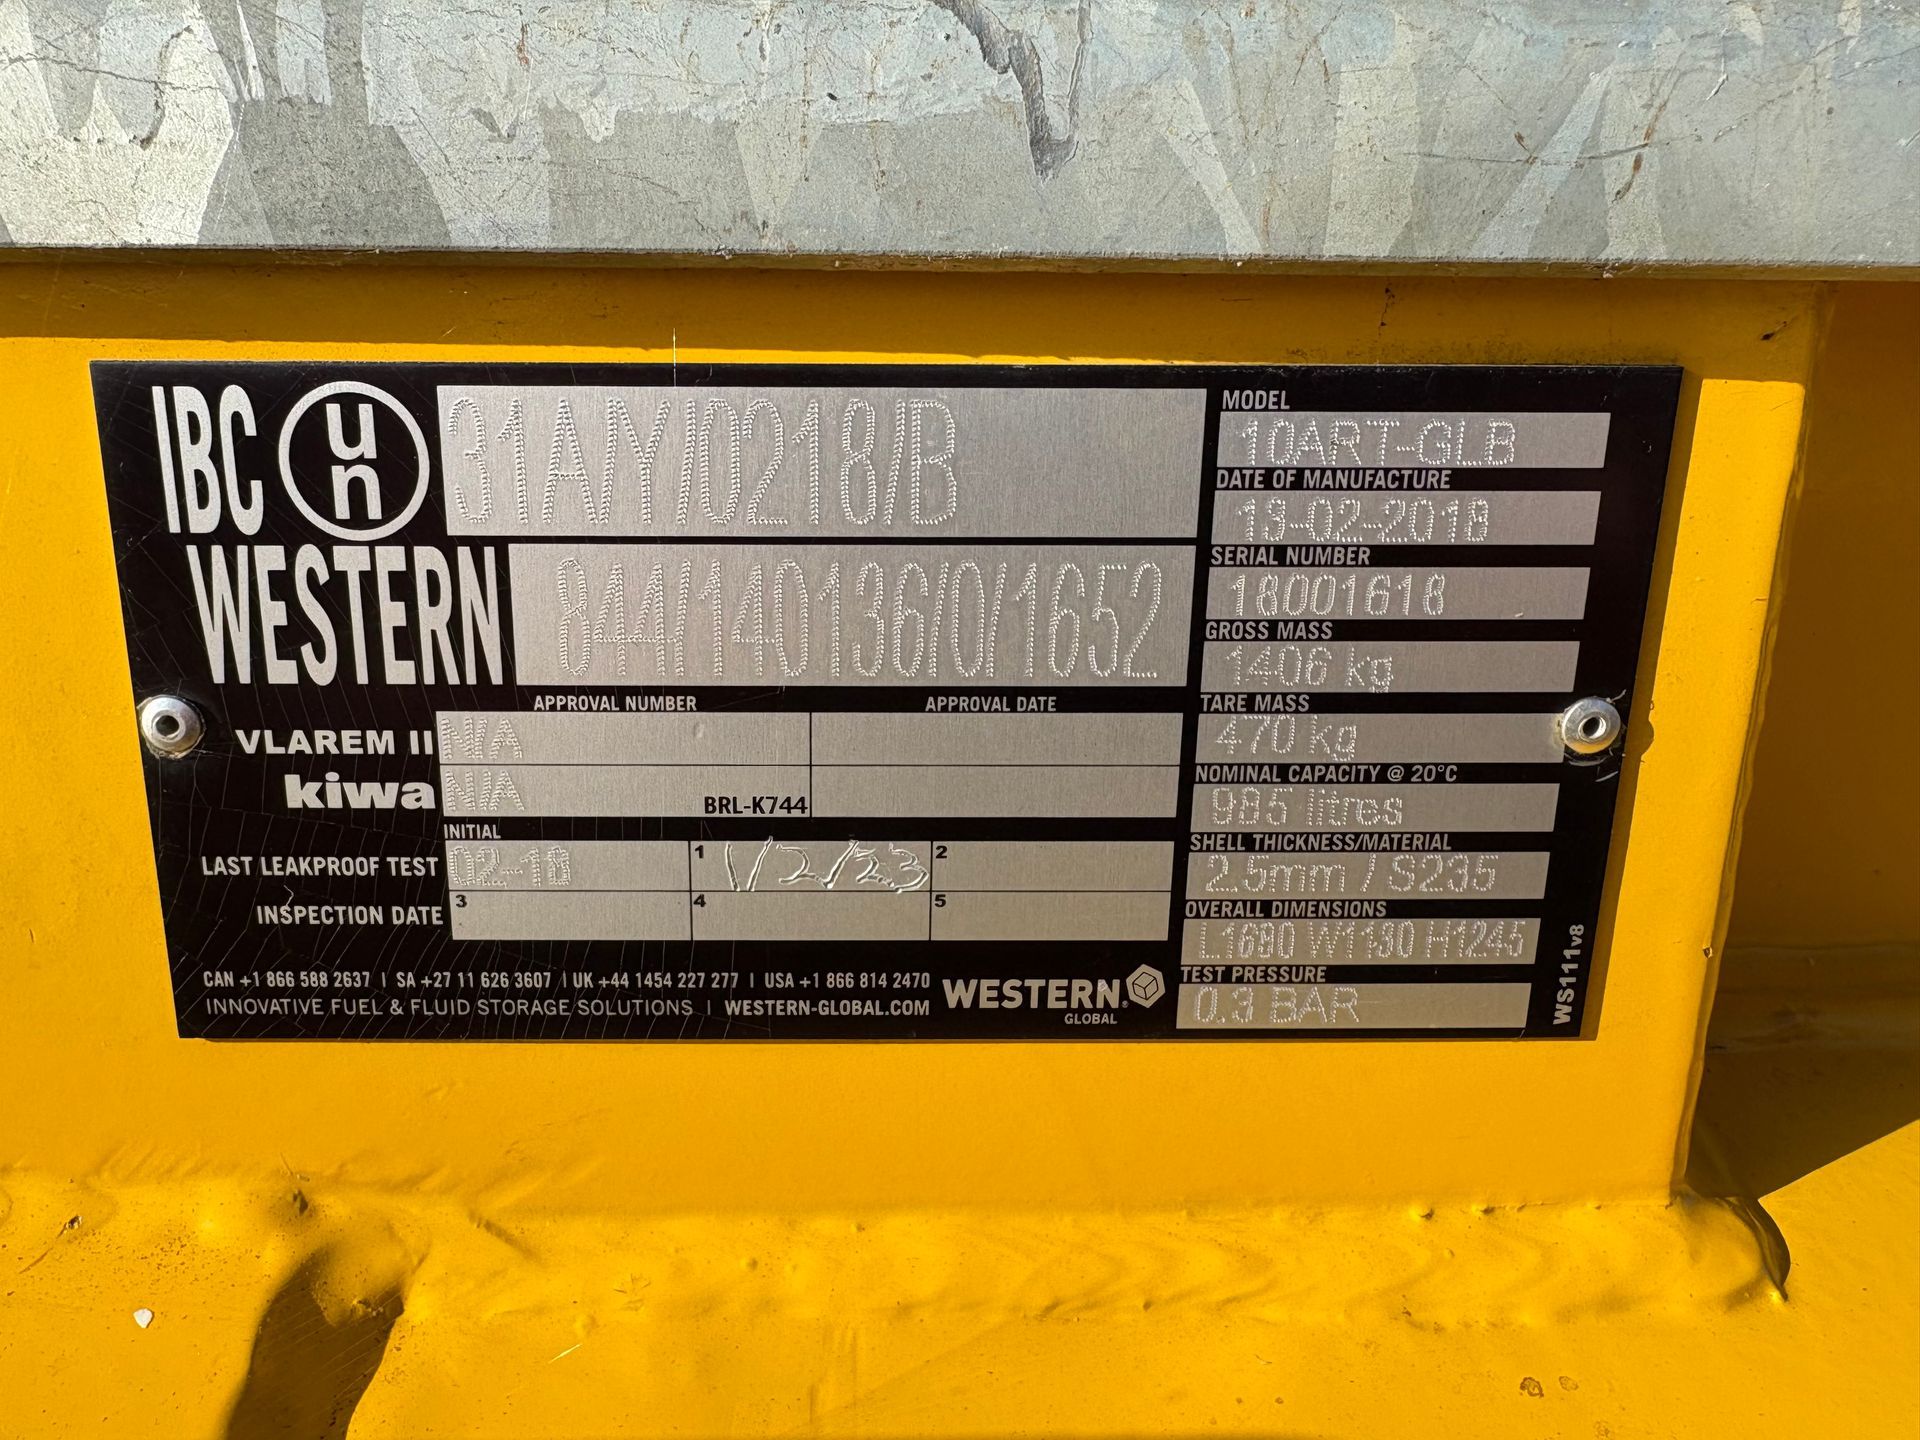 IBC un 31A/Y/0218/B
WESTERN 844/140136/0/1652
APPROVAL NUMBER APPROVAL DATE
VLAREM II N/A
kiwa N/A BRL-K744
INITIAL
LAST LEAKPROOF TEST 02-18 1 2
INSPECTION DATE 3 4 5
CAN +1 866 588 2637 | SA +27 11 626 3607 | UK +44 1454 227 277 | USA +1 866 814 2470
INNOVATIVE FUEL & FLUID STORAGE SOLUTIONS | WESTERN-GLOBAL.COM
WESTERN
GLOBAL
MODEL
10ART-GLB
DATE OF MANUFACTURE
13-02-2018
SERIAL NUMBER
18001618
GROSS MASS
1406 kg
TARE MASS
470 kg
NOMINAL CAPACITY @ 20°C
985 litres
SHELL THICKNESS/MATERIAL
2.5mm / S235
OVERALL DIMENSIONS
L1690 W1130 H1245
TEST PRESSURE
0.3 BAR
WS111v8